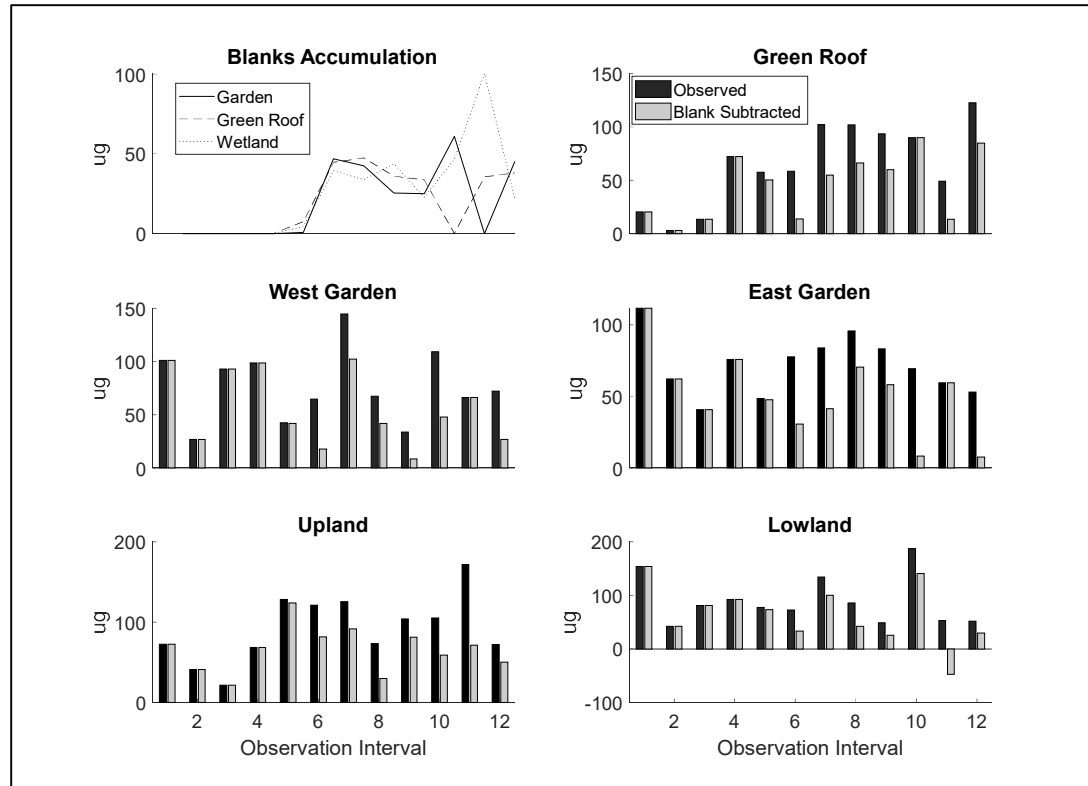 Blanks Accumulation
100
50
0
ug
Garden
Green Roof
Wetland
Green Roof
150
100
50
0
Observed
Blank Subtracted
West Garden
150
100
50
0
ug
East Garden
100
50
0
ug
Upland
200
100
0
ug
2 4 6 8 10 12
Observation Interval
Lowland
200
100
0
-100
ug
2 4 6 8 10 12
Observation Interval